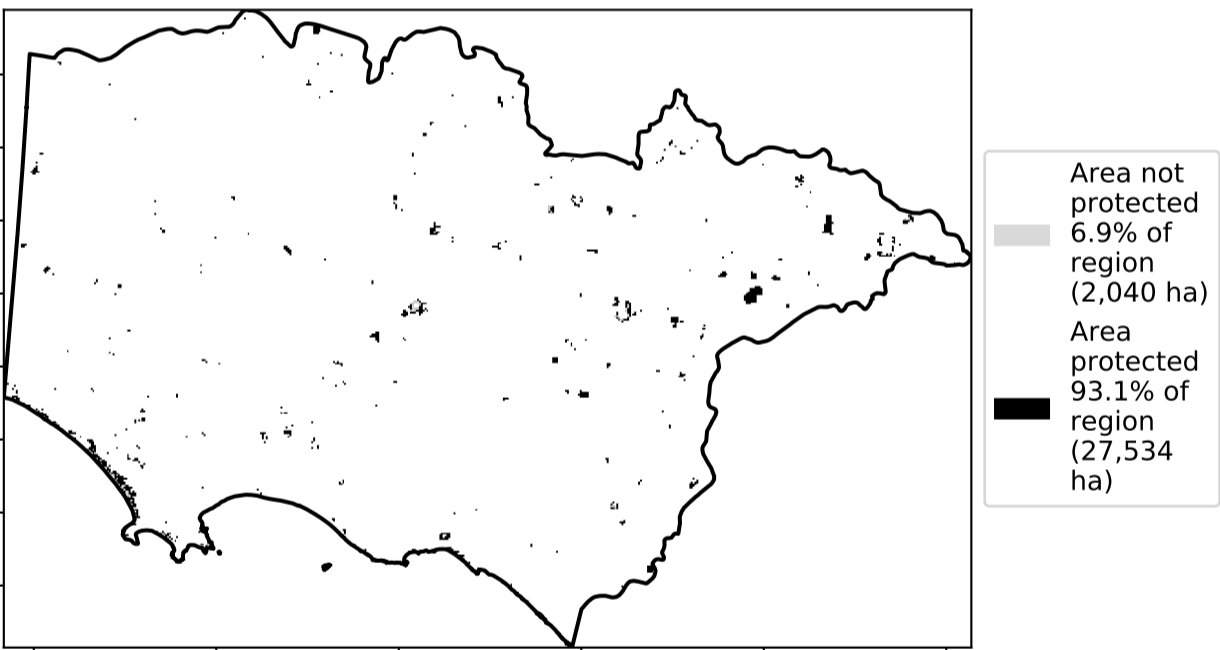 Area not
protected
6.9% of
region
(2,040 ha)
Area
protected
93.1% of
region
(27,534
ha)